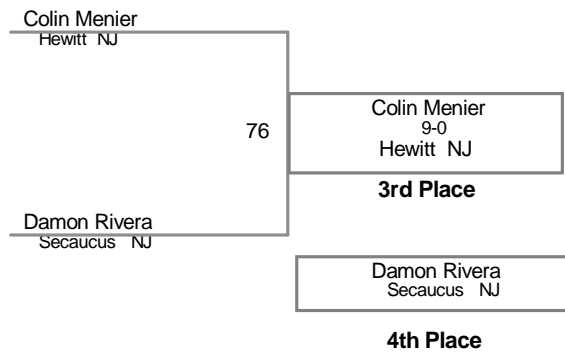 Colin Menier
Hewitt NJ
76
Colin Menier
9-0
Hewitt NJ
3rd Place
Damon Rivera
Secaucus NJ
Damon Rivera
Secaucus NJ
4th Place